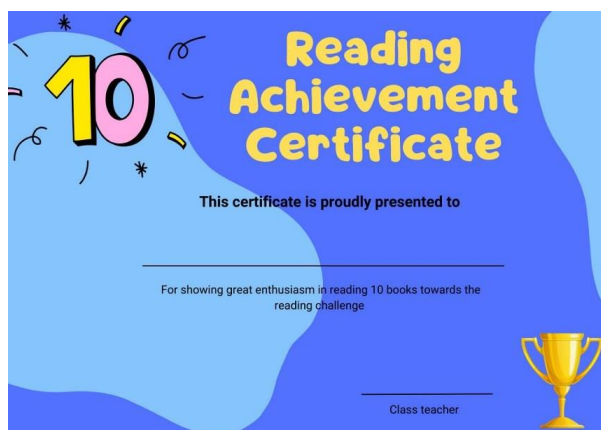 10
Reading
Achievement
Certificate
This certificate is proudly presented to
For showing great enthusiasm in reading 10 books towards the
reading challenge
Class teacher